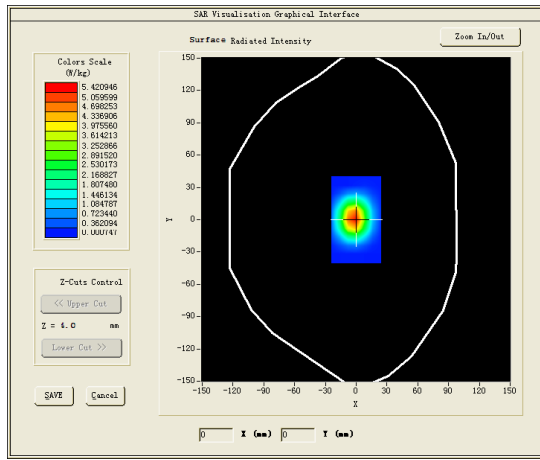 SAR Visualisation Graphical Interface
Surface Radiated Intensity
Zoom In/Out
Colors Scale
(W/kg)
5.420946
5.059599
4.698253
4.336906
3.975560
3.614213
3.252866
2.891520
2.530173
2.168827
1.807480
1.446134
1.084787
0.723440
0.362094
0.000747
Z-Cuts Control
<< Upper Cut
Z = 4.0 mm
Lower Cut >>
SAVE
Cancel
150
120
90
60
30
0
-30
-60
-90
-120
-150
Y
-150 -120 -90 -60 -30 0 30 60 90 120 150
X
0 X (mm) 0 Y (mm)